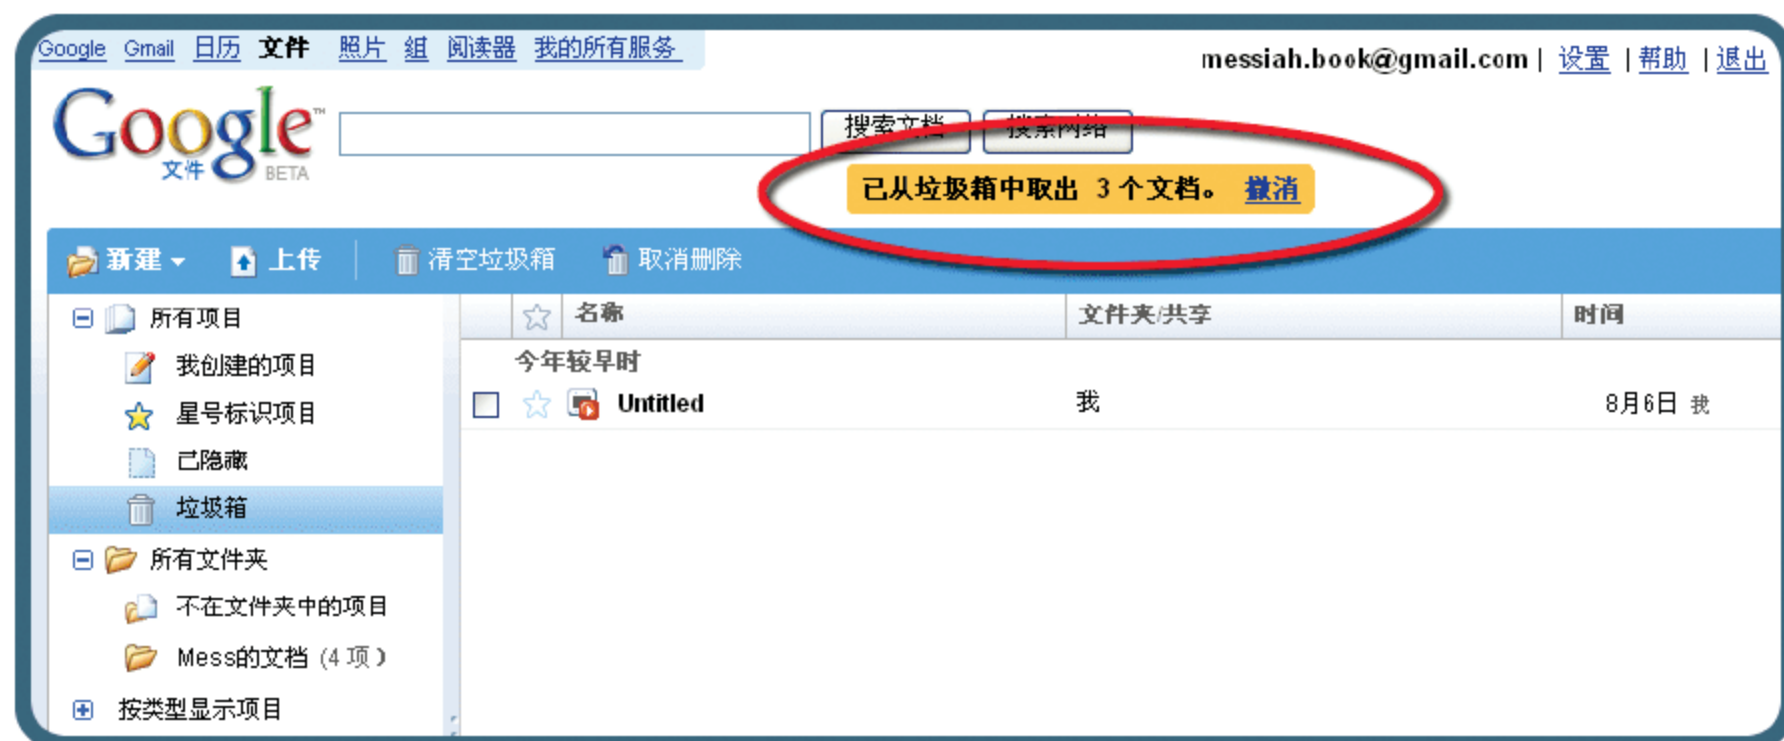 Google Gmail 日历 文件 照片 组 阅读器 我的所有服务
messiah.book@gmail.com | 设置 | 帮助 | 退出
Google™
文件 BETA
搜索文档 搜索网络
已从垃圾箱中取出 3 个文档。 撤消
新建 上传 清空垃圾箱 取消删除
所有项目
我创建的项目
星号标识项目
已隐藏
垃圾箱
所有文件夹
不在文件夹中的项目
Mess的文档 (4 项)
按类型显示项目
名称 文件夹/共享 时间
今年较早时
Untitled 我 8月6日 我